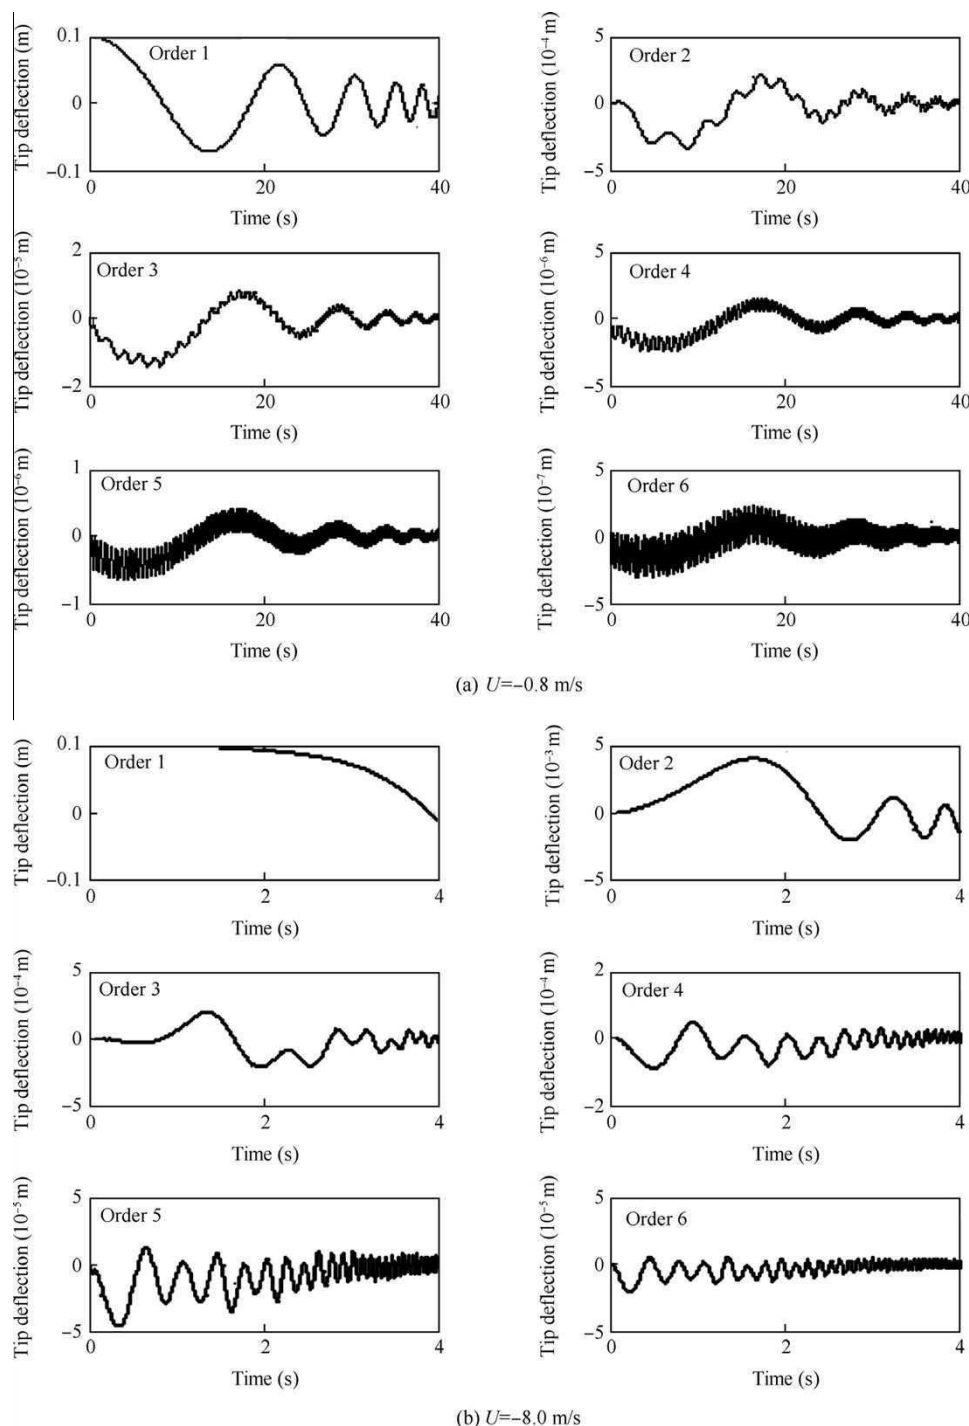 Tip deflection (m)
0.1
0
−0.1
Order 1
0
20
40
Time (s)
Tip deflection (10−4 m)
5
0
−5
Order 2
0
20
40
Time (s)
Tip deflection (10−5 m)
2
0
−2
Order 3
0
20
40
Time (s)
Tip deflection (10−6 m)
5
0
−5
Order 4
0
20
40
Time (s)
Tip deflection (10−6 m)
1
0
−1
Order 5
0
20
40
Time (s)
Tip deflection (10−7 m)
5
0
−5
Order 6
0
20
40
Time (s)
(a) U=−0.8 m/s
Tip deflection (m)
0.1
0
−0.1
Order 1
0
2
4
Time (s)
Tip deflection (10−3 m)
5
0
−5
Oder 2
0
2
4
Time (s)
Tip deflection (10−4 m)
5
0
−5
Order 3
0
2
4
Time (s)
Tip deflection (10−4 m)
2
0
−2
Order 4
0
2
4
Time (s)
Tip deflection (10−5 m)
5
0
−5
Order 5
0
2
4
Time (s)
Tip deflection (10−5 m)
5
0
−5
Order 6
0
2
4
Time (s)
(b) U=−8.0 m/s